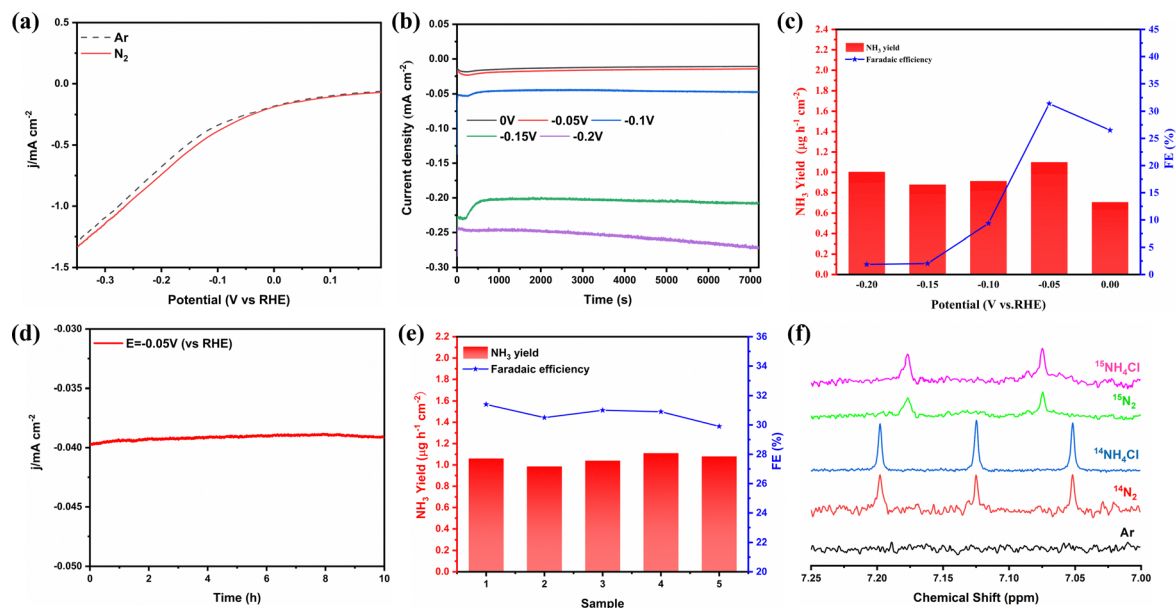 (a)
Ar
N₂
0.5
0.0
-0.5
-1.0
-1.5
j/mA cm⁻²
-0.3 -0.2 -0.1 0.0 0.1
Potential (V vs RHE)
(b)
0.05
0.00
-0.05
-0.10
-0.15
-0.20
-0.25
-0.30
Current density (mA cm⁻²)
0V -0.05V -0.1V
-0.15V -0.2V
0 1000 2000 3000 4000 5000 6000 7000
Time (s)
(c)
NH₃ yield
Faradaic efficiency
2.4
2.2
2.0
1.8
1.6
1.4
1.2
1.0
0.8
0.6
0.4
0.2
0.0
NH₃ Yield (μg h⁻¹ cm⁻²)
45
40
35
30
25
20
15
10
5
0
FE (%)
-0.20 -0.15 -0.10 -0.05 0.00
Potential (V vs.RHE)
(d)
E=-0.05V (vs RHE)
-0.030
-0.035
-0.040
-0.045
-0.050
j/mA cm⁻²
0 2 4 6 8 10
Time (h)
(e)
NH₃ yield
Faradaic efficiency
2.2
2.0
1.8
1.6
1.4
1.2
1.0
0.8
0.6
0.4
0.2
0.0
NH₃ Yield (μg h⁻¹ cm⁻²)
36
34
32
30
28
26
24
22
20
FE (%)
1 2 3 4 5
Sample
(f)
¹⁵NH₄Cl
¹⁵N₂
¹⁴NH₄Cl
¹⁴N₂
Ar
7.25 7.20 7.15 7.10 7.05 7.00
Chemical Shift (ppm)